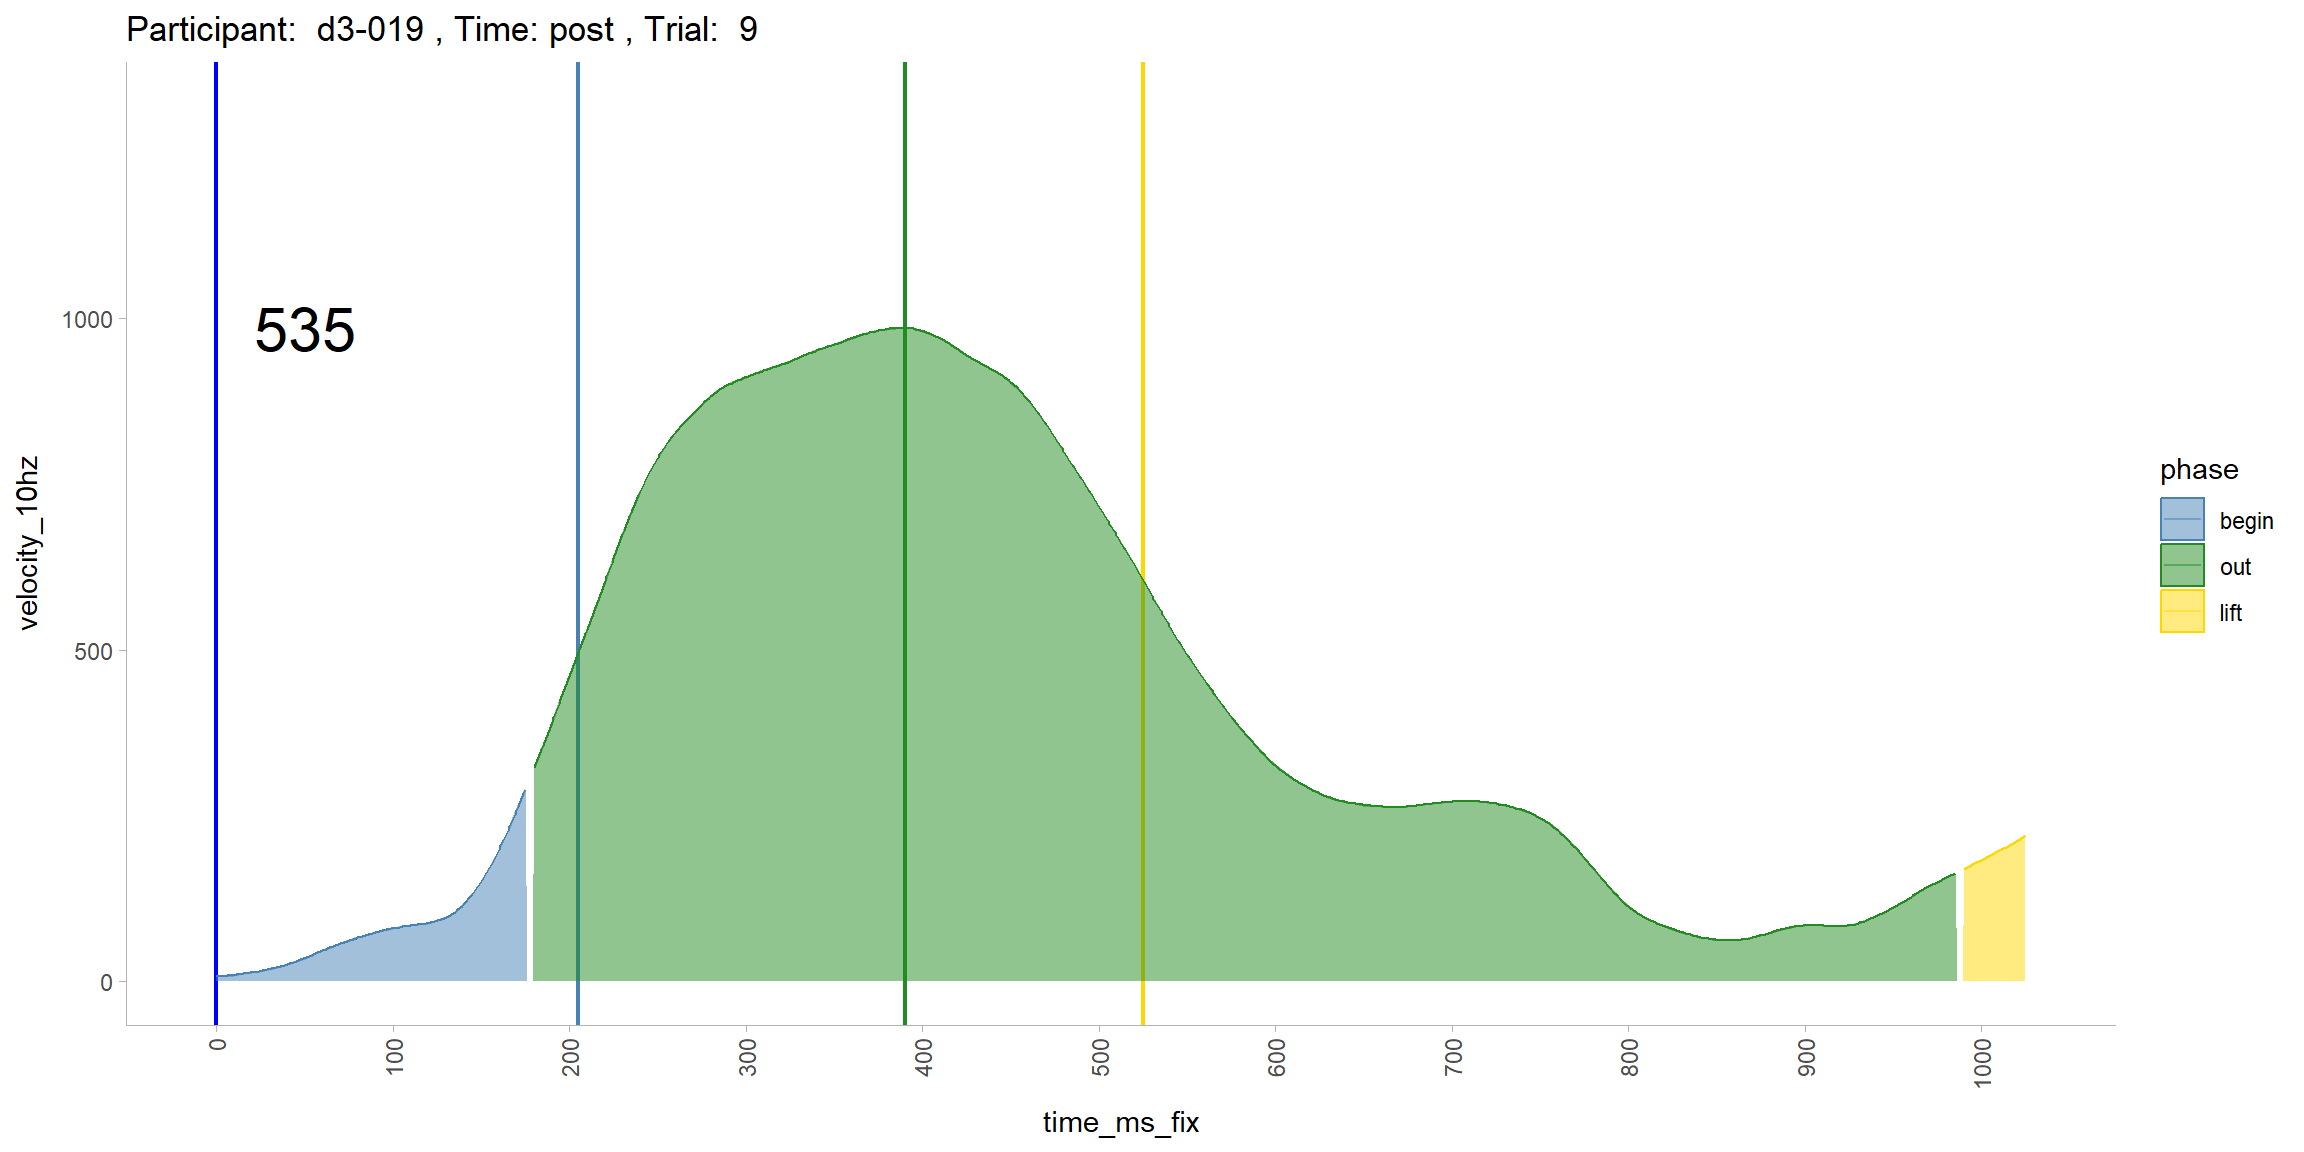 Participant:  d3-019 , Time: post , Trial:  9
535
1000
500
0
velocity_10hz
0
100
200
300
400
500
600
700
800
900
1000
time_ms_fix
phase
begin
out
lift